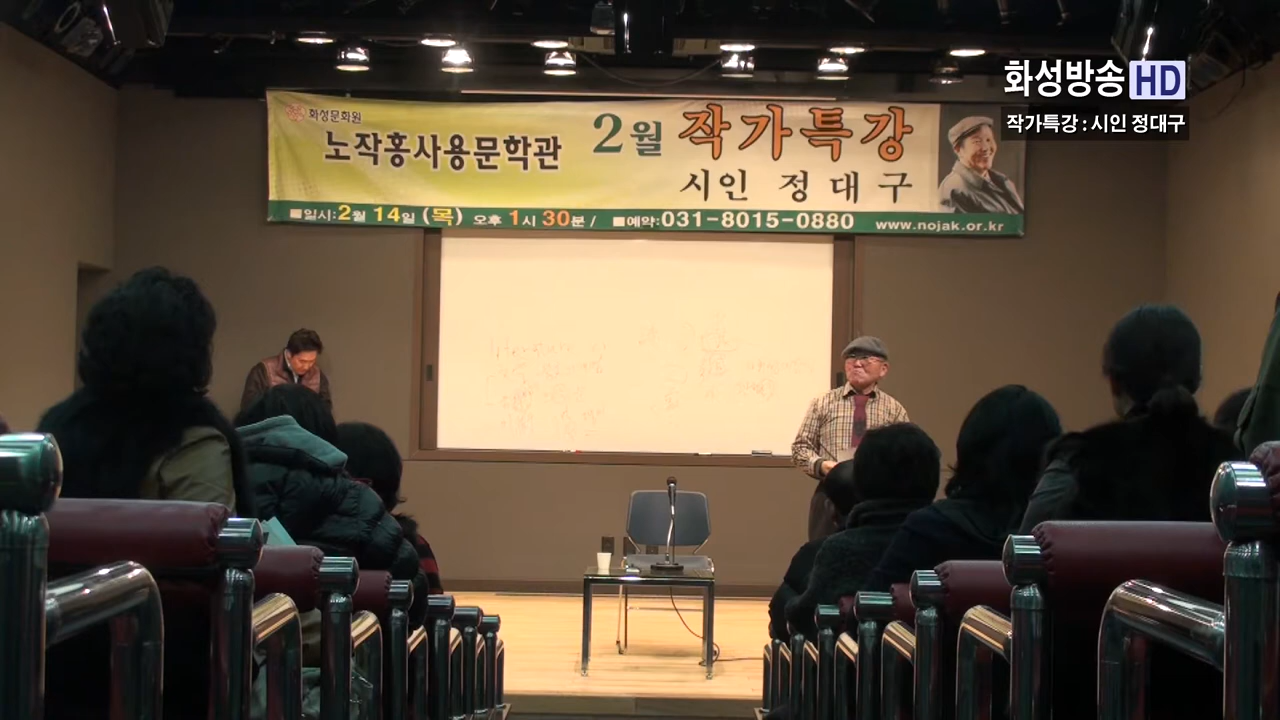 화성방송 HD
작가특강 : 시인 정대구
화성문화원
노작홍사용문학관
2월 작가특강
시인 정대구
■일시:2월 14일 (목) 오후 1시 30분 / ■예약:031-8015-0880 www.nojak.or.kr